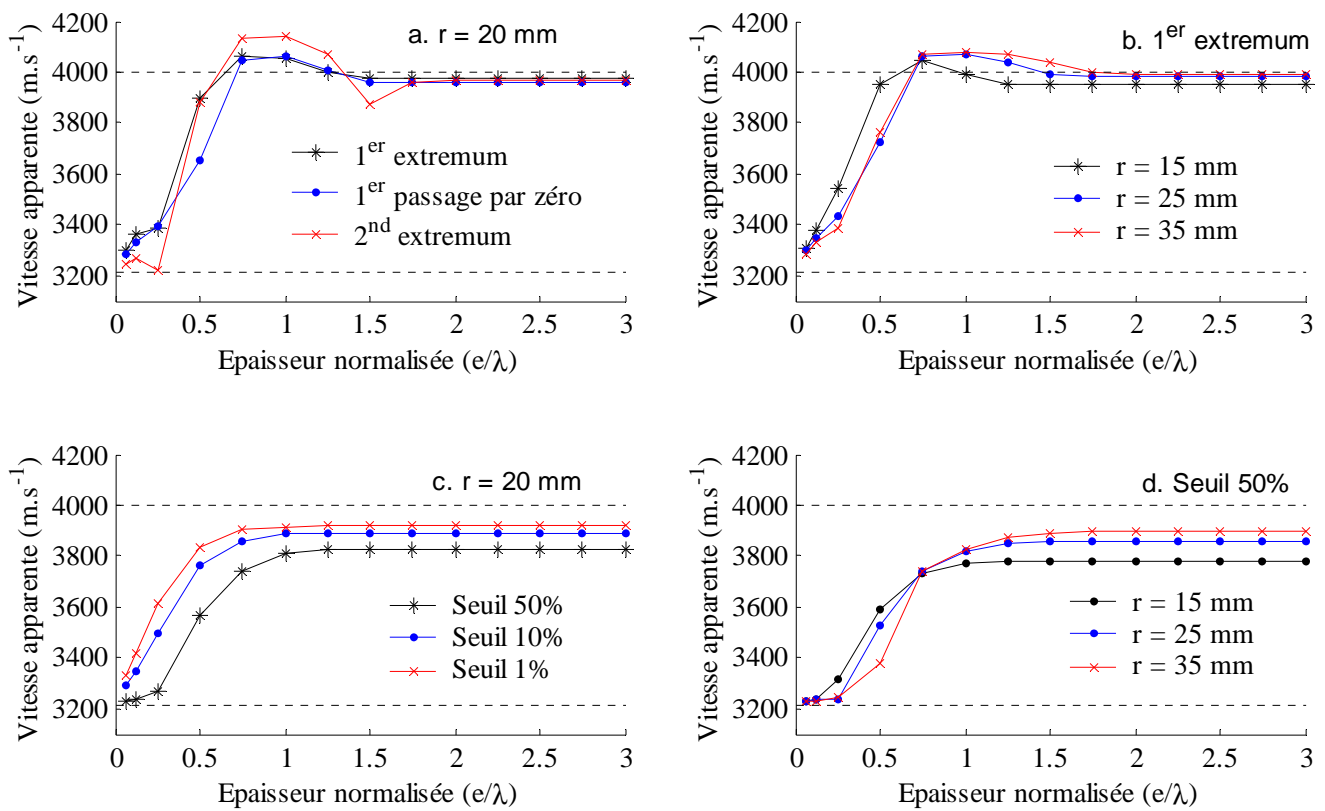 a. r = 20 mm
Vitesse apparente (m.s-1)
4200
4000
3800
3600
3400
3200
1er extremum
1er passage par zéro
2nd extremum
0 0.5 1 1.5 2 2.5 3
Epaisseur normalisée (e/λ)
b. 1er extremum
Vitesse apparente (m.s-1)
4200
4000
3800
3600
3400
3200
r = 15 mm
r = 25 mm
r = 35 mm
0 0.5 1 1.5 2 2.5 3
Epaisseur normalisée (e/λ)
c. r = 20 mm
Vitesse apparente (m.s-1)
4200
4000
3800
3600
3400
3200
Seuil 50%
Seuil 10%
Seuil 1%
0 0.5 1 1.5 2 2.5 3
Epaisseur normalisée (e/λ)
d. Seuil 50%
Vitesse apparente (m.s-1)
4200
4000
3800
3600
3400
3200
r = 15 mm
r = 25 mm
r = 35 mm
0 0.5 1 1.5 2 2.5 3
Epaisseur normalisée (e/λ)